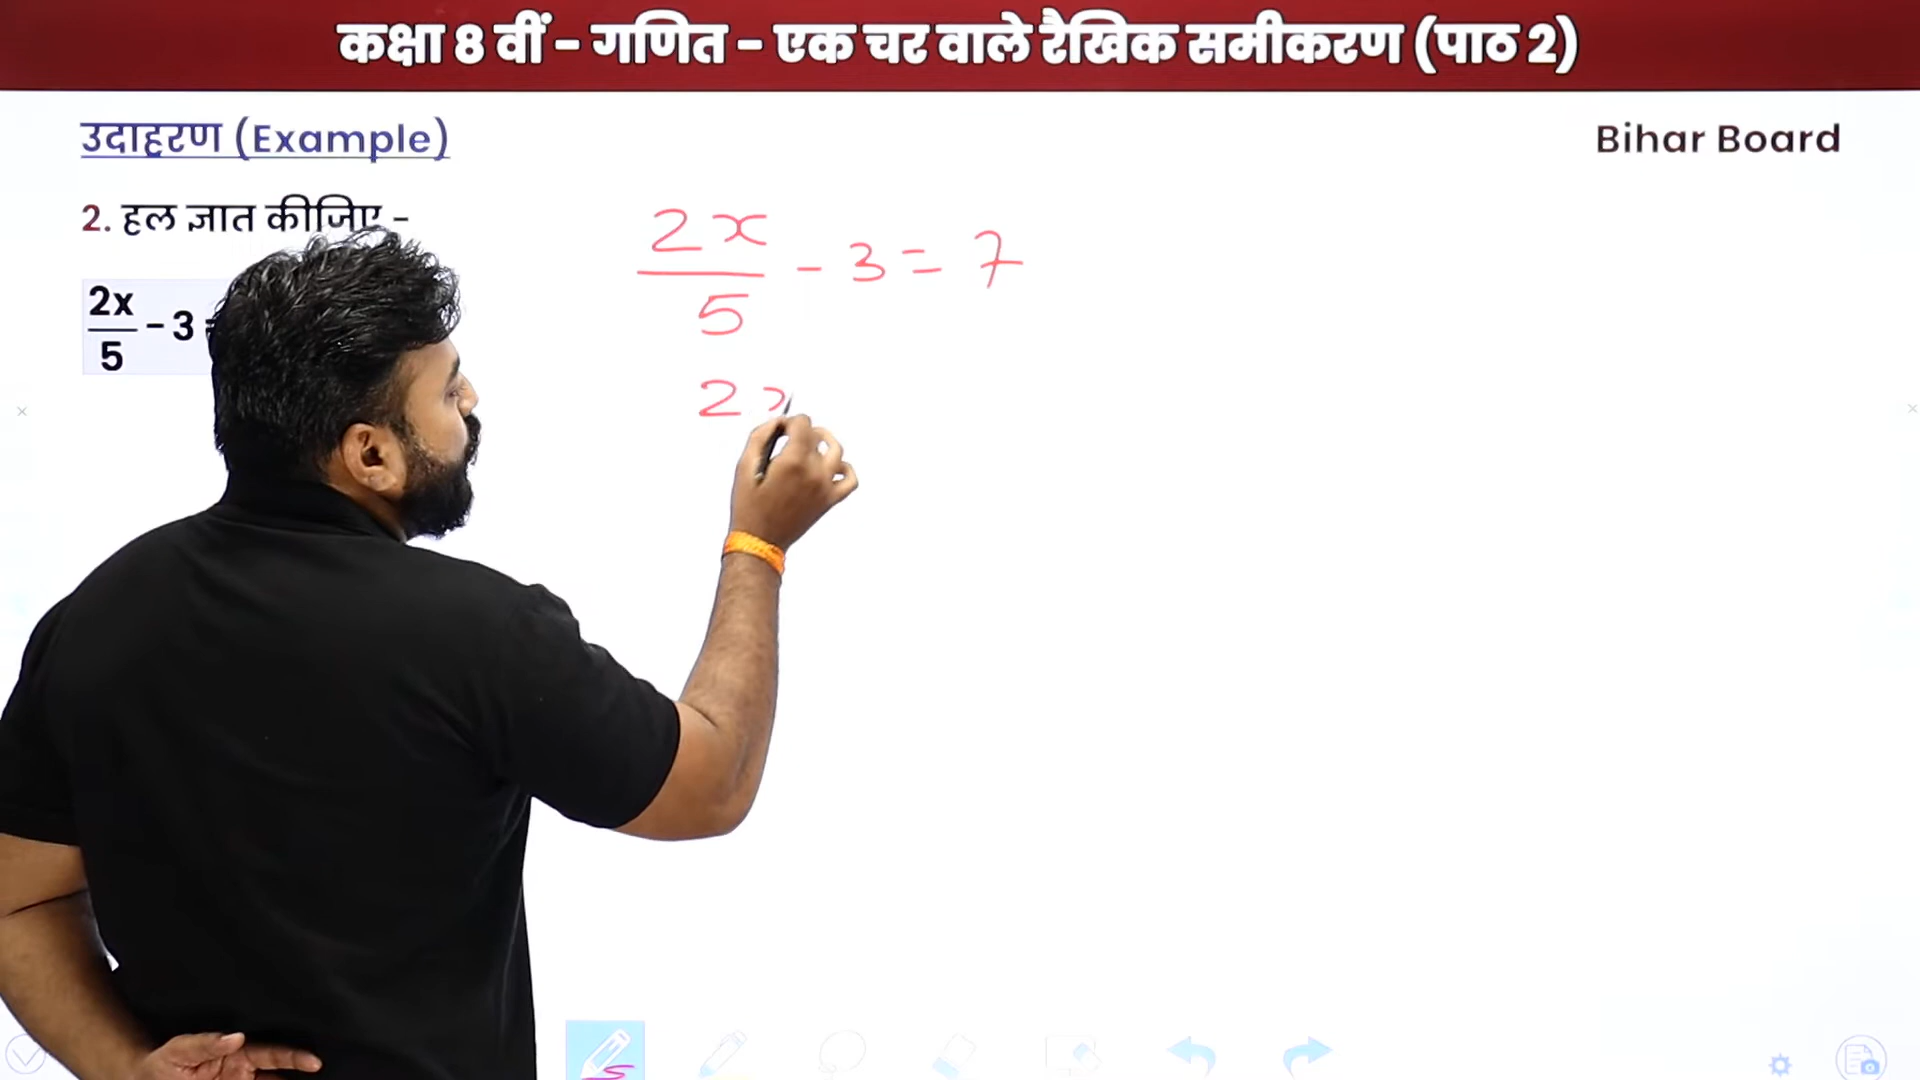 कक्षा 8 वीं - गणित - एक चर वाले रैखिक समीकरण (पाठ 2)
उदाहरण (Example)
Bihar Board
2. हल ज्ञात कीजिए -
2x/5 - 3
2x/5 - 3 = 7
2x